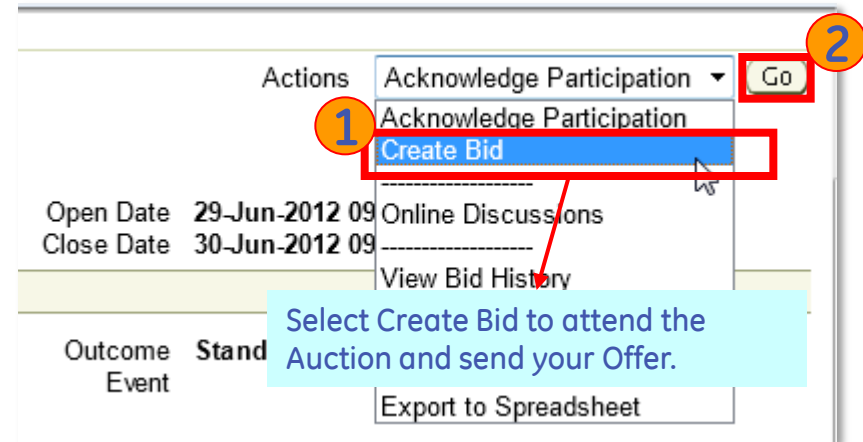 2
Actions Acknowledge Participation Go
Acknowledge Participation
1
Create Bid
--------------------
Open Date 29-Jun-2012 09 Online Discussions
Close Date 30-Jun-2012 09 --------------------
View Bid History
Select Create Bid to attend the
Auction and send your Offer.
Outcome Stand
Event
Export to Spreadsheet